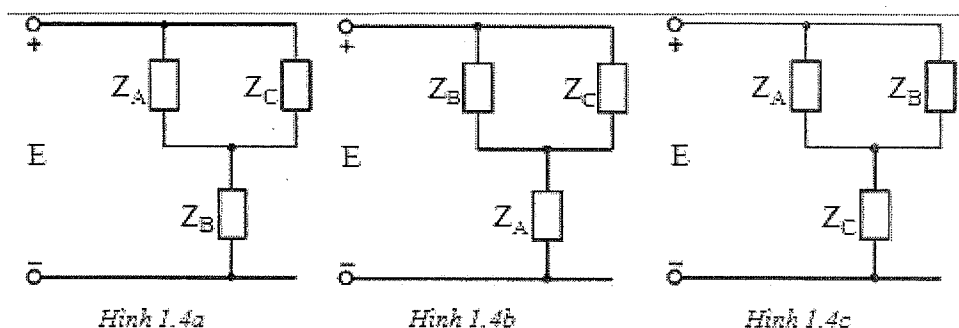 + + +
Z_A Z_C Z_B Z_C Z_A Z_B
E E E
Z_B Z_A Z_C
- - -
Hình 1.4a Hình 1.4b Hình 1.4c